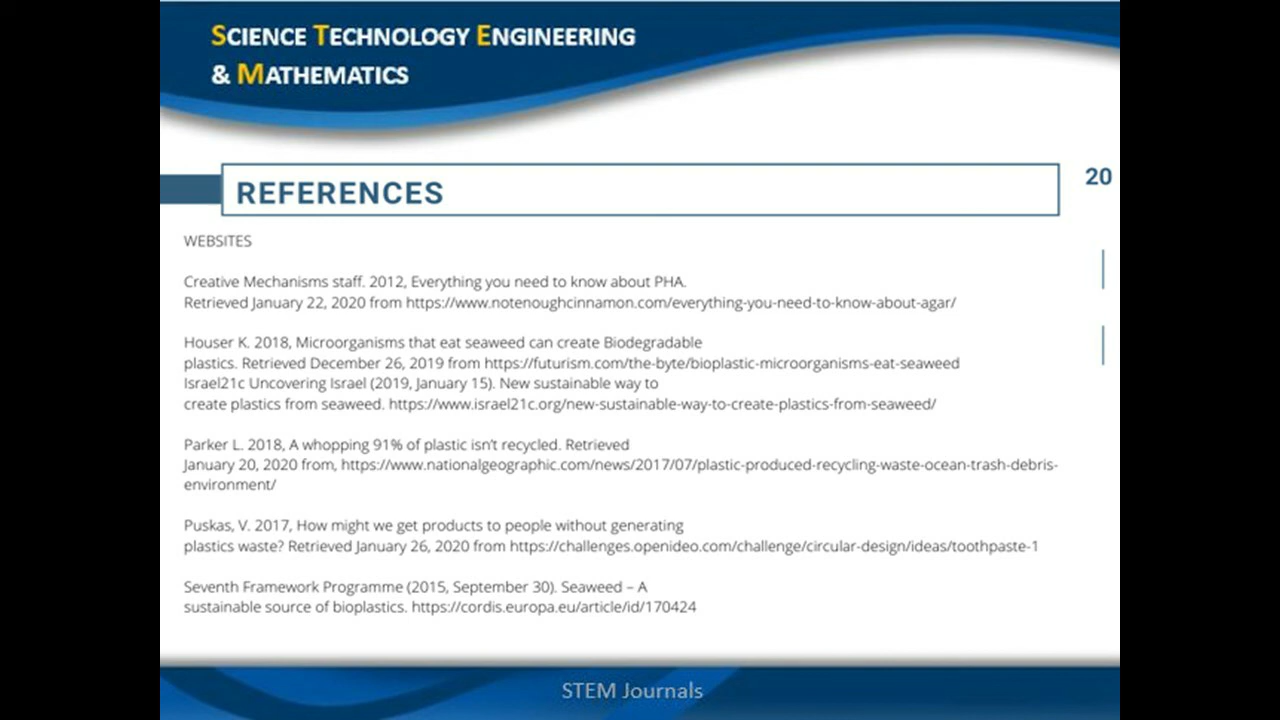 SCIENCE TECHNOLOGY ENGINEERING
& MATHEMATICS
REFERENCES
20
WEBSITES
Creative Mechanisms staff. 2012, Everything you need to know about PHA.
Retrieved January 22, 2020 from https://www.notenoughcinnamon.com/everything-you-need-to-know-about-agar/
Houser K. 2018, Microorganisms that eat seaweed can create Biodegradable
plastics. Retrieved December 26, 2019 from https://futurism.com/the-byte/bioplastic-microorganisms-eat-seaweed
Israel21c Uncovering Israel (2019, January 15). New sustainable way to
create plastics from seaweed. https://www.israel21c.org/new-sustainable-way-to-create-plastics-from-seaweed/
Parker L. 2018, A whopping 91% of plastic isn’t recycled. Retrieved
January 20, 2020 from, https://www.nationalgeographic.com/news/2017/07/plastic-produced-recycling-waste-ocean-trash-debris-
environment/
Puskas, V. 2017, How might we get products to people without generating
plastics waste? Retrieved January 26, 2020 from https://challenges.openideo.com/challenge/circular-design/ideas/toothpaste-1
Seventh Framework Programme (2015, September 30). Seaweed – A
sustainable source of bioplastics. https://cordis.europa.eu/article/id/170424
STEM Journals